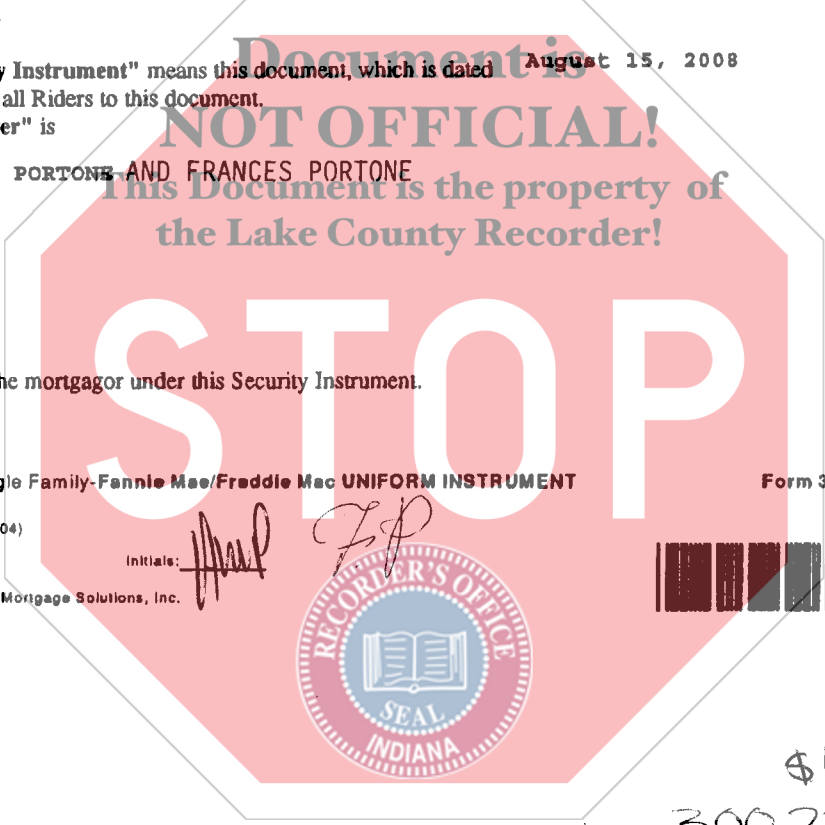 Document is
y Instrument" means this document, which is dated August 15, 2008
all Riders to this document.
er" is
NOT OFFICIAL!
PORTONE AND FRANCES PORTONE
This Document is the property of
the Lake County Recorder!
STOP
he mortgagor under this Security Instrument.
gle Family-Fannie Mae/Freddie Mac UNIFORM INSTRUMENT Form 3
04)
Initials:
Mortgage Solutions, Inc.
RECORDER'S OFFICE
SEAL
INDIANA
$